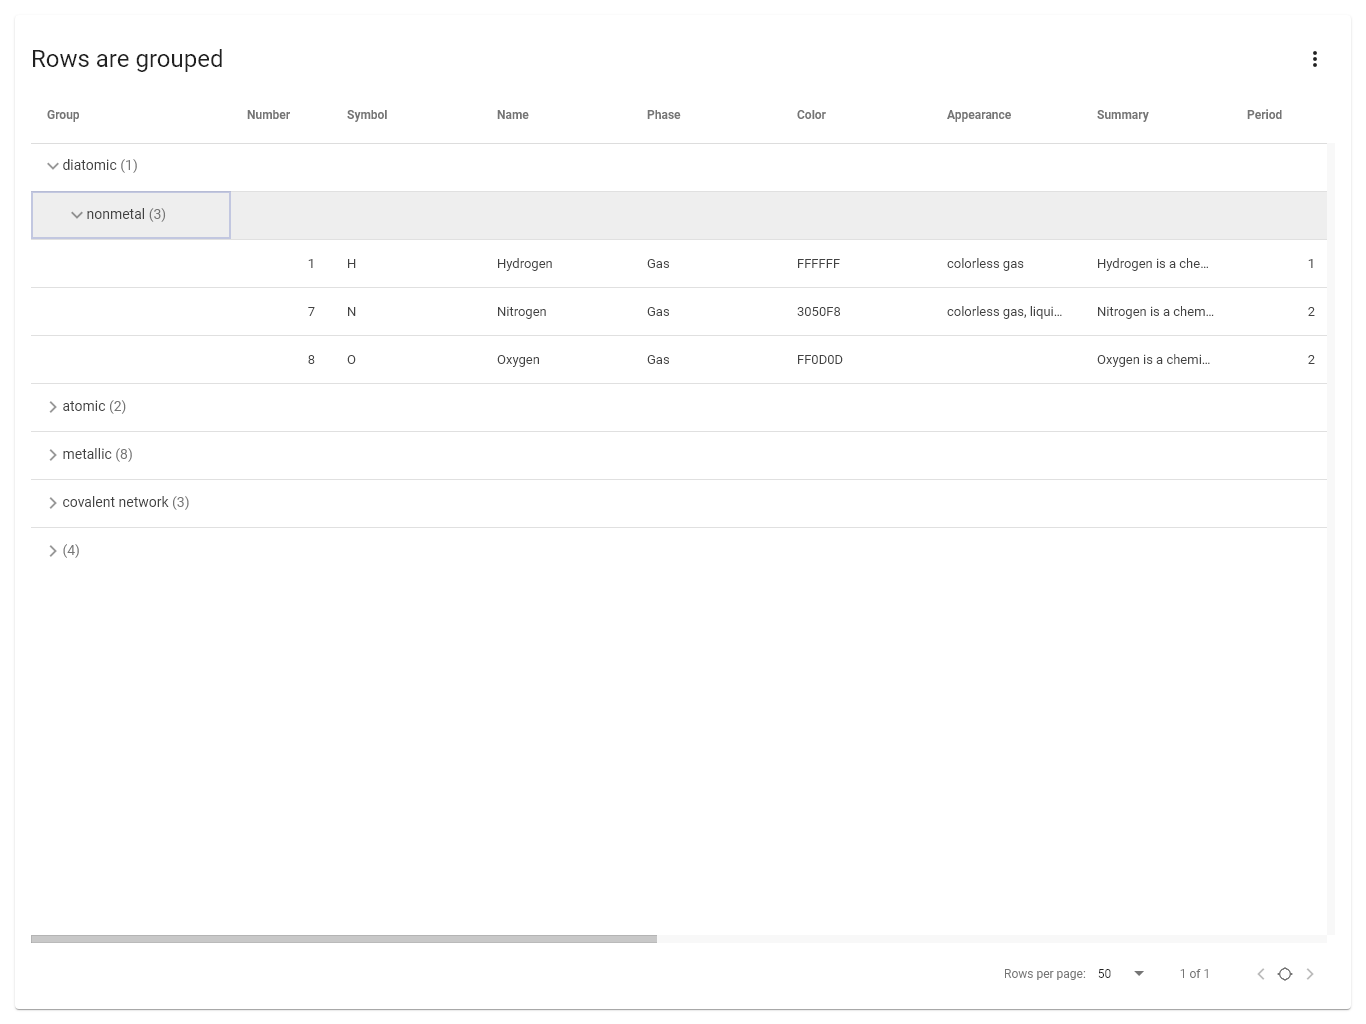 Rows are grouped
Group Number Symbol Name Phase Color Appearance Summary Period
diatomic (1)
nonmetal (3)
1 H Hydrogen Gas FFFFFF colorless gas Hydrogen is a che… 1
7 N Nitrogen Gas 3050F8 colorless gas, liqui… Nitrogen is a chem… 2
8 O Oxygen Gas FF0D0D Oxygen is a chemi… 2
atomic (2)
metallic (8)
covalent network (3)
(4)
Rows per page: 50 1 of 1